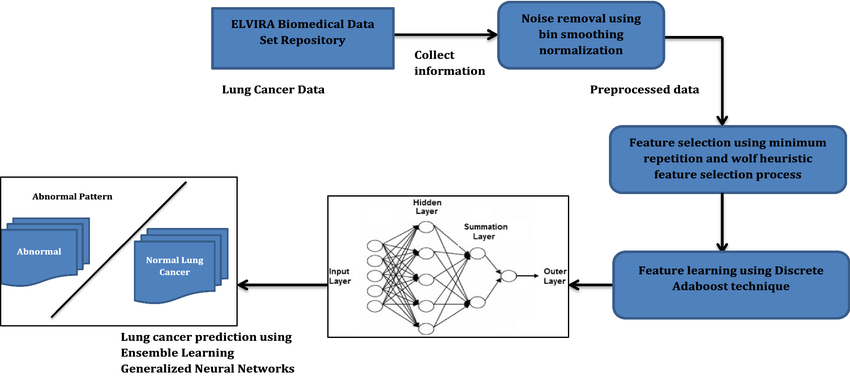 ELVIRA Biomedical Data
Set Repository
Collect
information
Lung Cancer Data
Noise removal using
bin smoothing
normalization
Preprocessed data
Feature selection using minimum
repetition and wolf heuristic
feature selection process
Feature learning using Discrete
Adaboost technique
Hidden
Layer
Summation
Layer
Input
Layer
Outer
Layer
Abnormal Pattern
Abnormal
Normal Lung
Cancer
Lung cancer prediction using
Ensemble Learning
Generalized Neural Networks